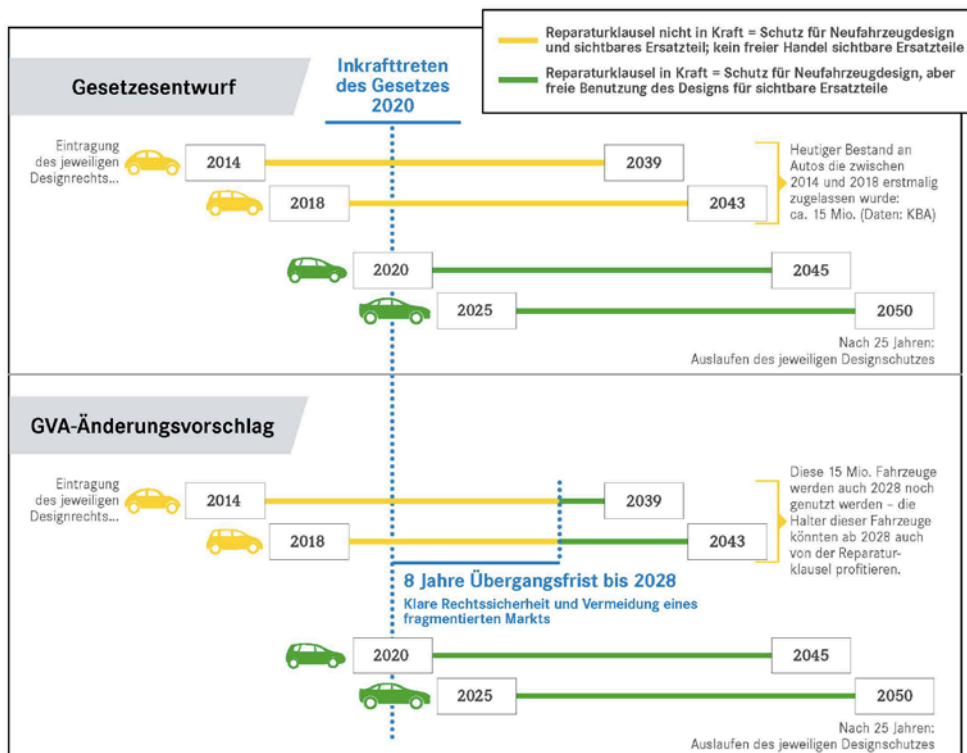 Reparaturklausel nicht in Kraft = Schutz für Neufahrzeugdesign
und sichtbares Ersatzteil; kein freier Handel sichtbare Ersatzteile
Reparaturklausel in Kraft = Schutz für Neufahrzeugdesign, aber
freie Benutzung des Designs für sichtbare Ersatzteile
Gesetzesentwurf
Inkrafttreten
des Gesetzes
2020
Eintragung
des jeweiligen
Designrechts...
2014
2039
2018
2043
Heutiger Bestand an
Autos die zwischen
2014 und 2018 erstmalig
zugelassen wurde:
ca. 15 Mio. (Daten: KBA)
2020
2045
2025
2050
Nach 25 Jahren:
Auslaufen des jeweiligen Designschutzes
GVA-Änderungsvorschlag
Eintragung
des jeweiligen
Designrechts...
2014
2039
2018
2043
Diese 15 Mio. Fahrzeuge
werden auch 2028 noch
genutzt werden – die
Halter dieser Fahrzeuge
könnten ab 2028 auch
von der Reparatur-
klausel profitieren.
8 Jahre Übergangsfrist bis 2028
Klare Rechtssicherheit und Vermeidung eines
fragmentierten Markts
2020
2045
2025
2050
Nach 25 Jahren:
Auslaufen des jeweiligen Designschutzes